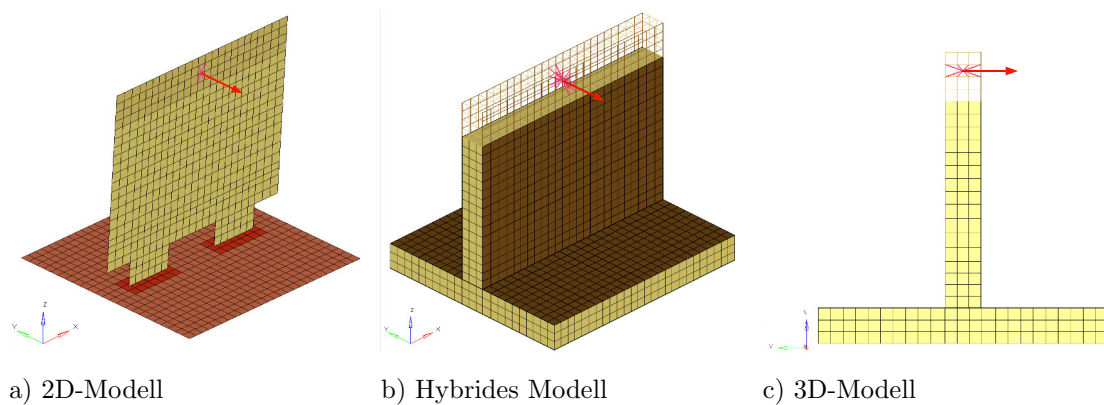 Z
Y
X
Z
Y
X
Z
Y
X
a) 2D-Modell
b) Hybrides Modell
c) 3D-Modell